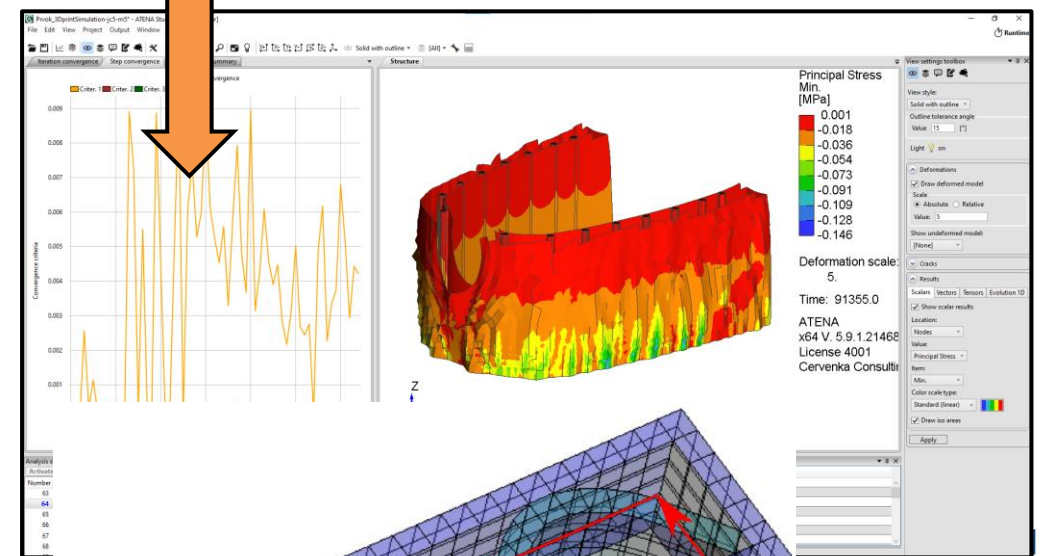 Prvok_3DprintSimulation-jc5-m5* - ATENA Stu
File Edit View Project Output Window
Runtime
Solid with outline
[All]
Iteration convergence Step convergence Summary
Structure
View settings toolbox
View style:
Solid with outline
Outline tolerance angle
Value 15 [°]
Light on
Deformations
Draw deformed model
Scale
Absolute Relative
Value: 5
Show undeformed model:
[None]
Cracks
Results
Scalars Vectors Tensors Evolution 1D
Show scalar results
Location:
Nodes
Value:
Principal Stress
Item:
Min.
Color scale type:
Standard (linear)
Draw iso areas
Apply
vergence
Criter. 1 Criter. 2 Criter. 3
0.009
0.008
0.007
0.006
0.005
0.004
0.003
0.002
0.001
Convergence criteria
Principal Stress
Min.
[MPa]
0.001
-0.018
-0.036
-0.054
-0.073
-0.091
-0.109
-0.128
-0.146
Deformation scale:
5.
Time: 91355.0
ATENA
x64 V. 5.9.1.21468
License 4001
Cervenka Consulti
Z
Analysis
Activate
Number
63
64
65
66
67
68